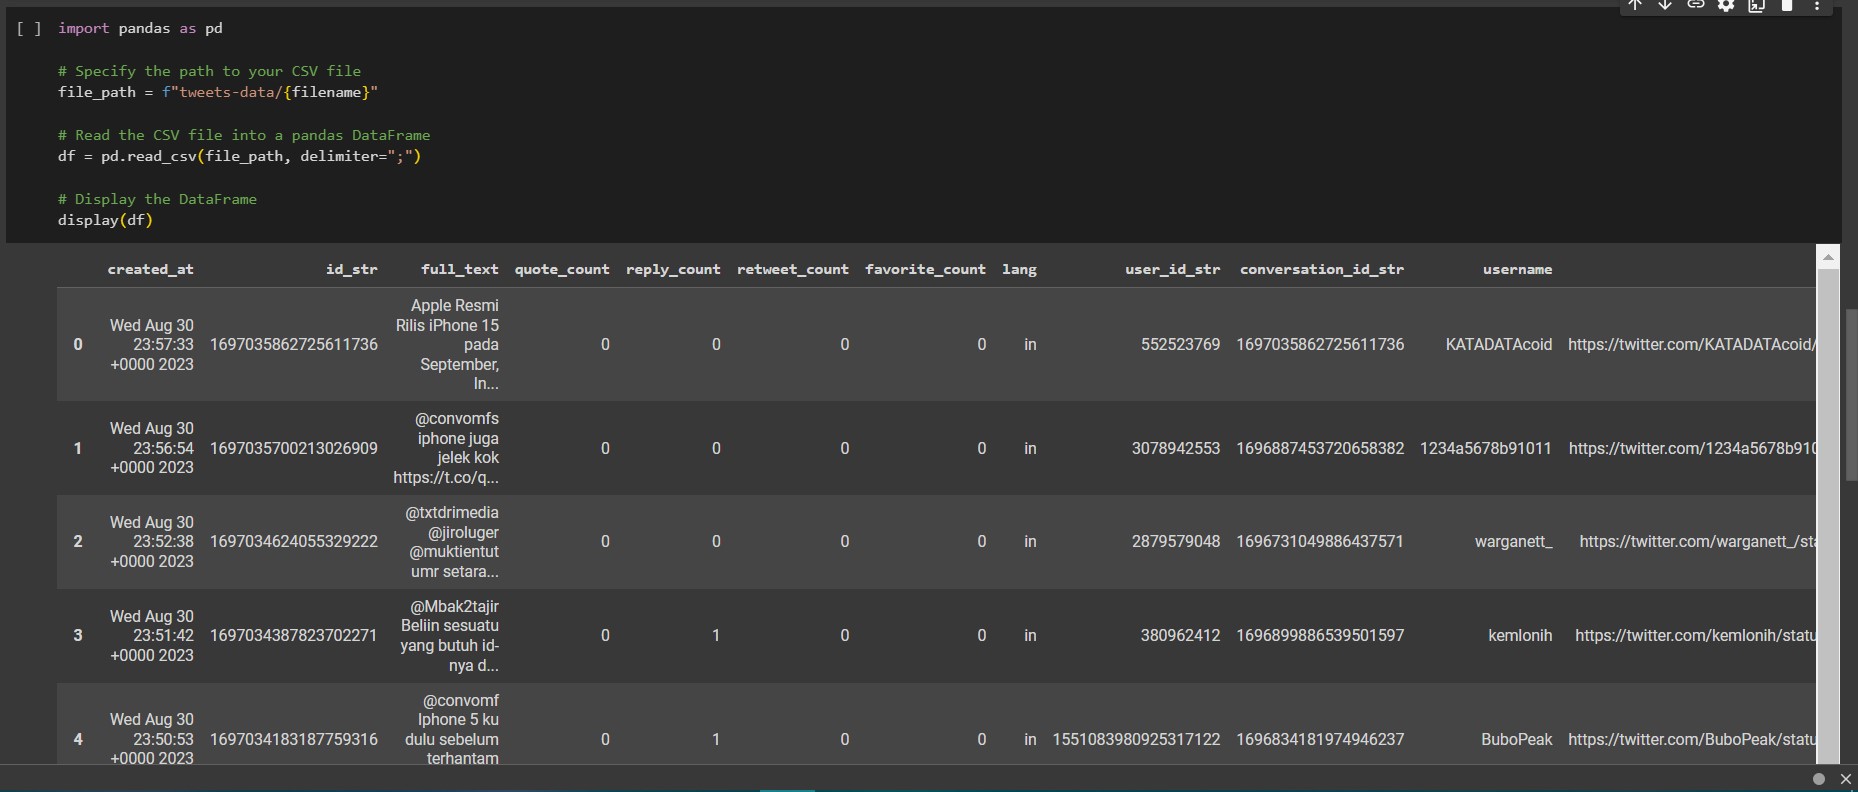 [ ] import pandas as pd
# Specify the path to your CSV file
file_path = f"tweets-data/{filename}"
# Read the CSV file into a pandas DataFrame
df = pd.read_csv(file_path, delimiter=";")
# Display the DataFrame
display(df)
created_at id_str full_text quote_count reply_count retweet_count favorite_count lang user_id_str conversation_id_str username
0 Wed Aug 30 23:57:33 +0000 2023 1697035862725611736 Apple Resmi Rilis iPhone 15 pada September, In... 0 0 0 0 in 552523769 1697035862725611736 KATADATAcoid https://twitter.com/KATADATAcoid/
1 Wed Aug 30 23:56:54 +0000 2023 1697035700213026909 @convomfs iphone juga jelek kok https://t.co/q... 0 0 0 0 in 3078942553 1696887453720658382 1234a5678b91011 https://twitter.com/1234a5678b910
2 Wed Aug 30 23:52:38 +0000 2023 1697034624055329222 @txtdrimedia @jiroluger @muktientut umr setara... 0 0 0 0 in 2879579048 1696731049886437571 warganett_ https://twitter.com/warganett_/sta
3 Wed Aug 30 23:51:42 +0000 2023 1697034387823702271 @Mbak2tajir Beliin sesuatu yang butuh id-nya d... 0 1 0 0 in 380962412 1696899886539501597 kemlonih https://twitter.com/kemlonih/statu
4 Wed Aug 30 23:50:53 +0000 2023 1697034183187759316 @convomf Iphone 5 ku dulu sebelum terhantam 0 1 0 0 in 1551083980925317122 1696834181974946237 BuboPeak https://twitter.com/BuboPeak/statu